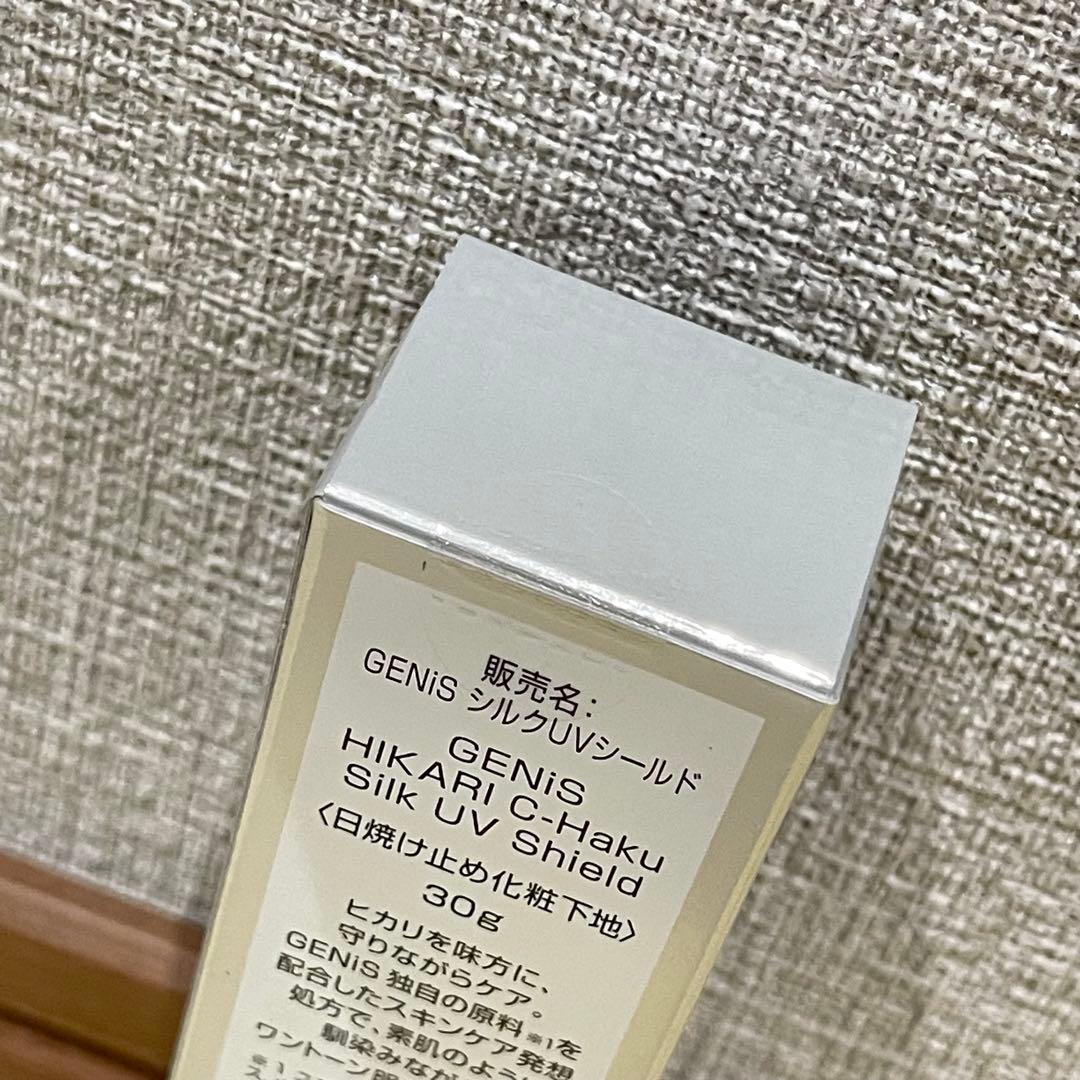 販売名:
GENiS シルクUVシールド
GENiS
HIKARI C-Haku
Silk UV Shield
〈日焼け止め化粧下地〉
30g
ヒカリを味方に、
守りながらケア。
GENiS 独自の原料※1を
配合したスキンケア発想
処方で、素肌のように
馴染みなが
ワントーン